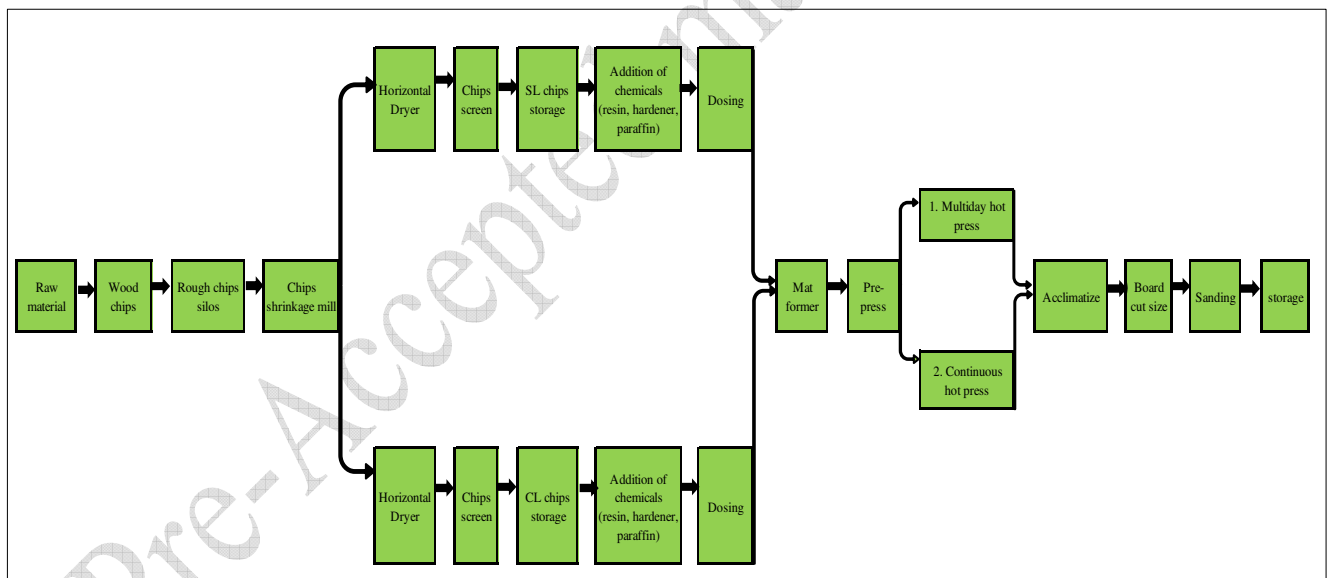 Horizontal
Dryer
Chips
screen
SL chips
storage
Addition of
chemicals
(resin, hardener,
paraffin)
Dosing
Raw
material
Wood
chips
Rough chips
silos
Chips
shrinkage mill
Horizontal
Dryer
Chips
screen
CL chips
storage
Addition of
chemicals
(resin, hardener,
paraffin)
Dosing
Mat
former
Pre-
press
1. Multiday hot
press
2. Continuous
hot press
Acclimatize
Board
cut size
Sanding
storage
Pre-Accepted